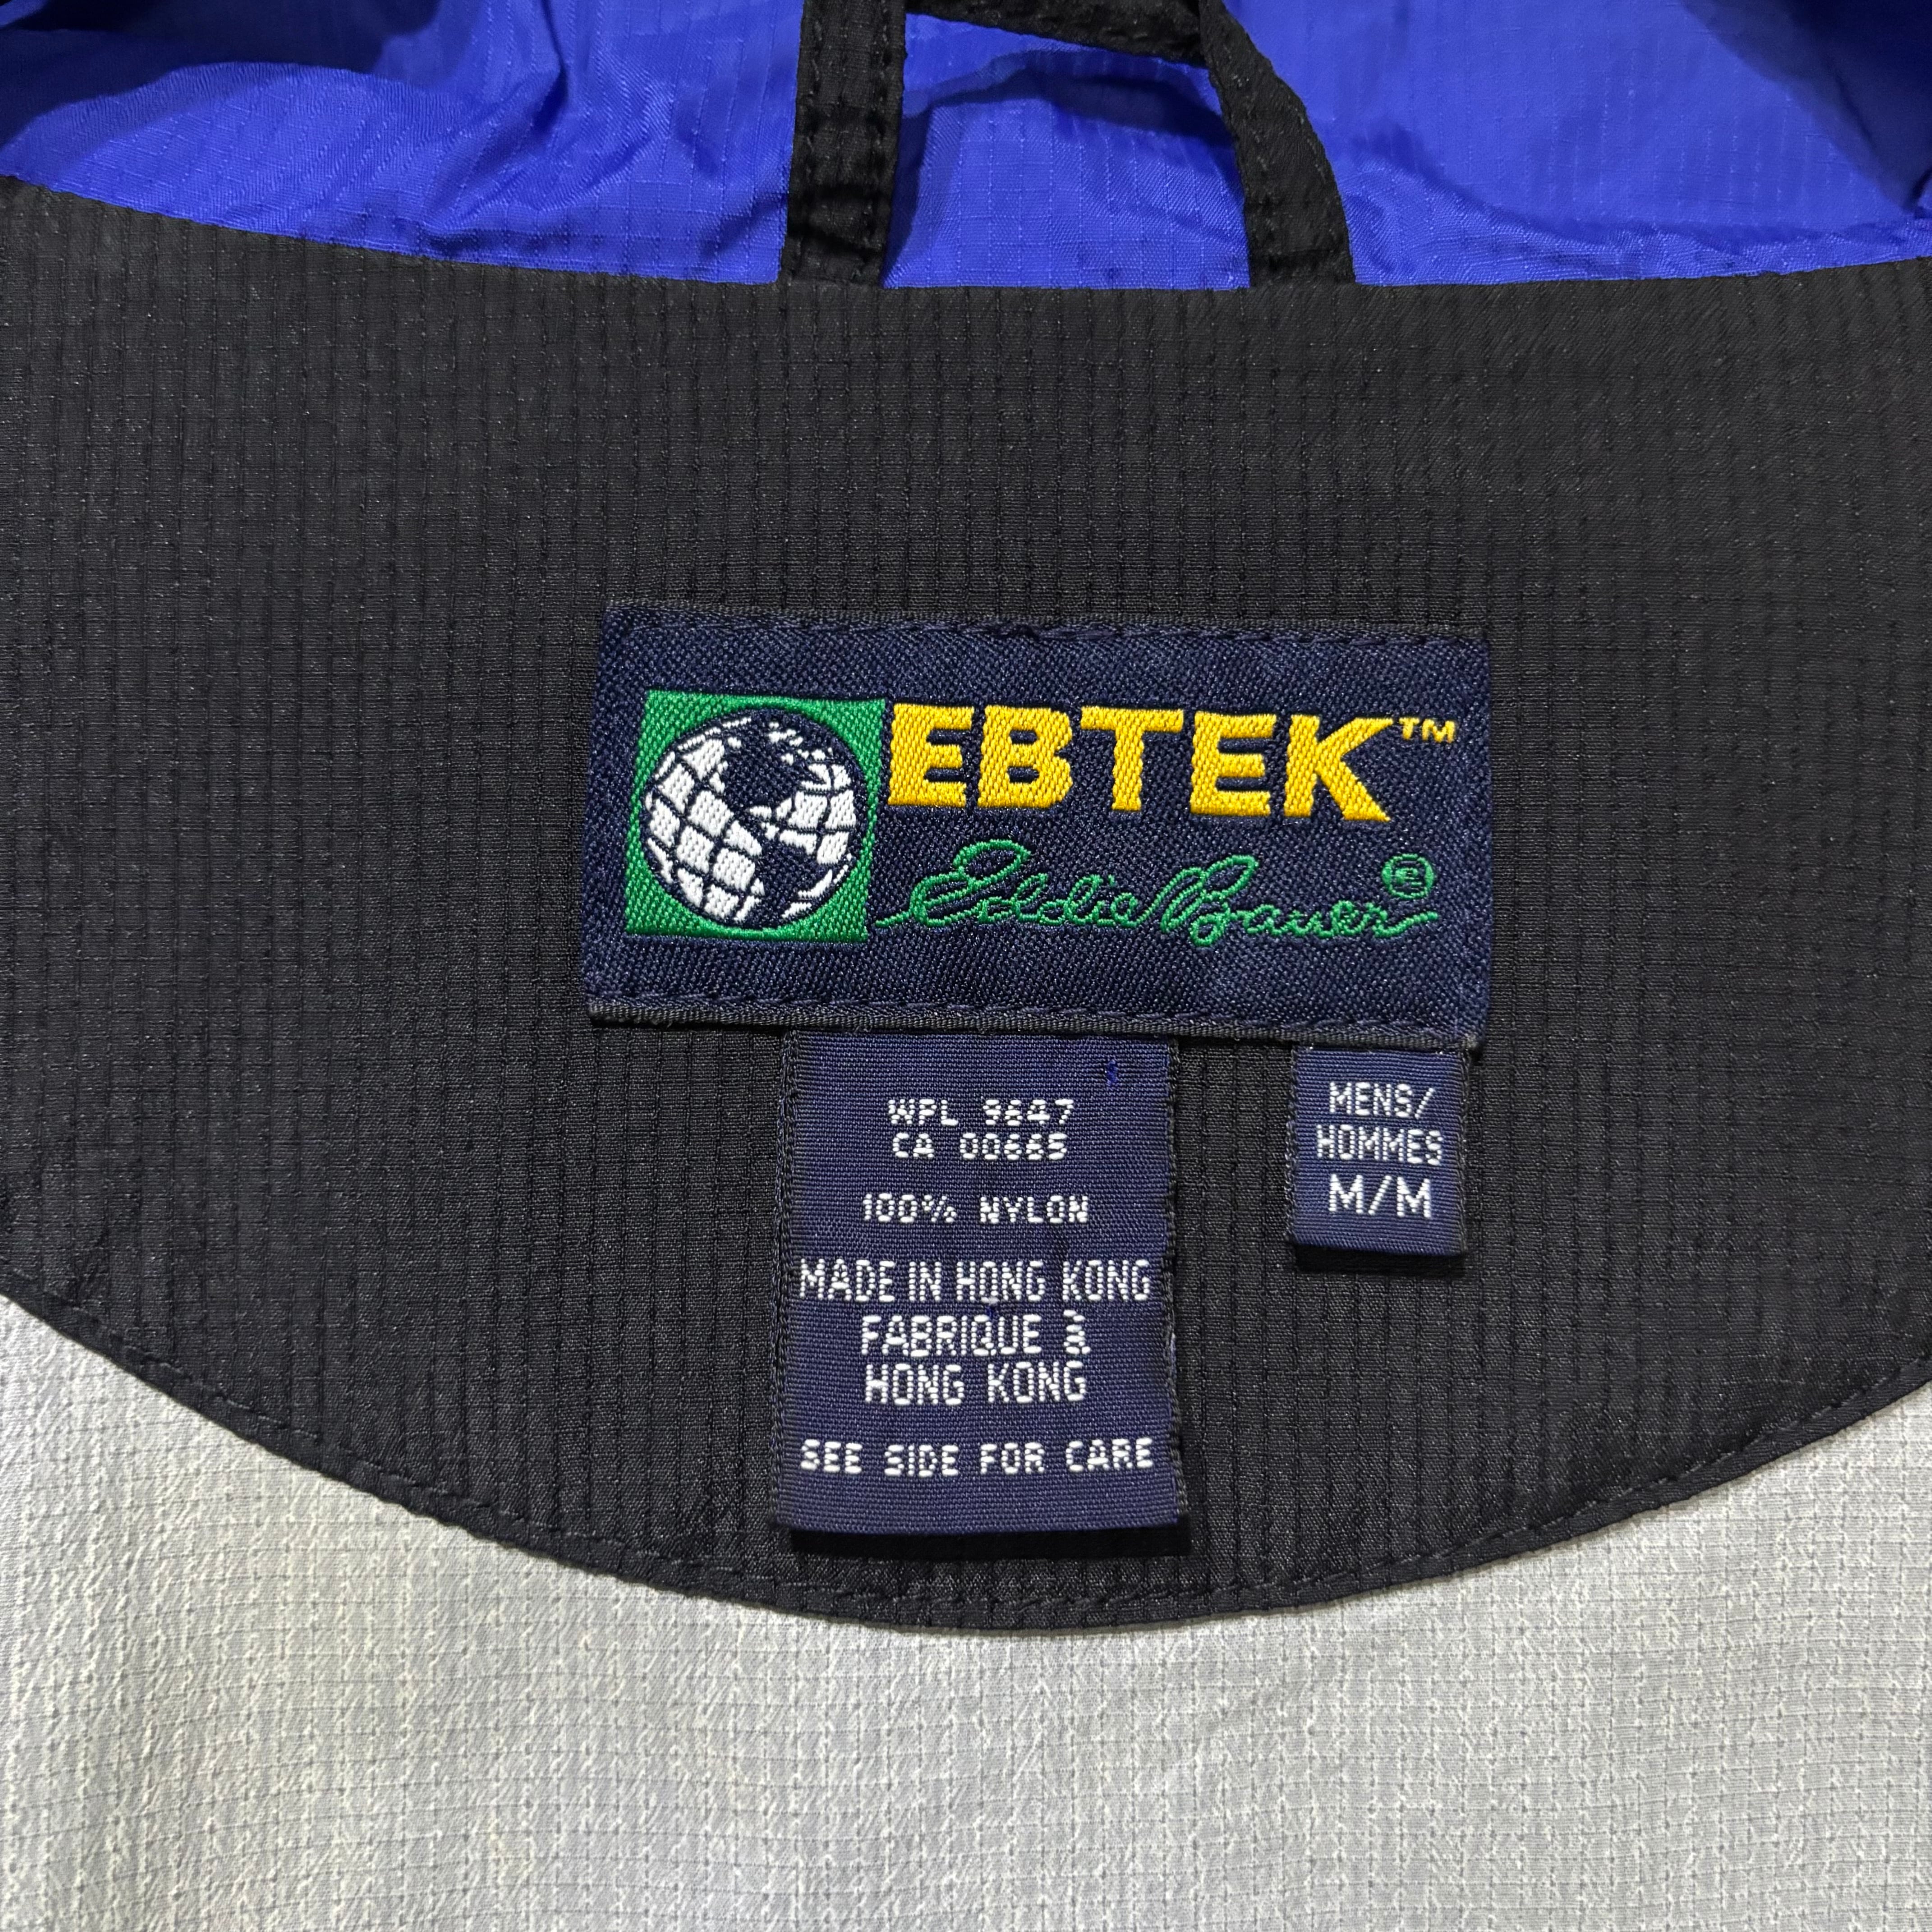 EBTEK™
Eddie Bauer®
WPL 9647
CA 00665
100% NYLON
MADE IN HONG KONG
FABRIQUE À
HONG KONG
SEE SIDE FOR CARE
MENS/
HOMMES
M/M